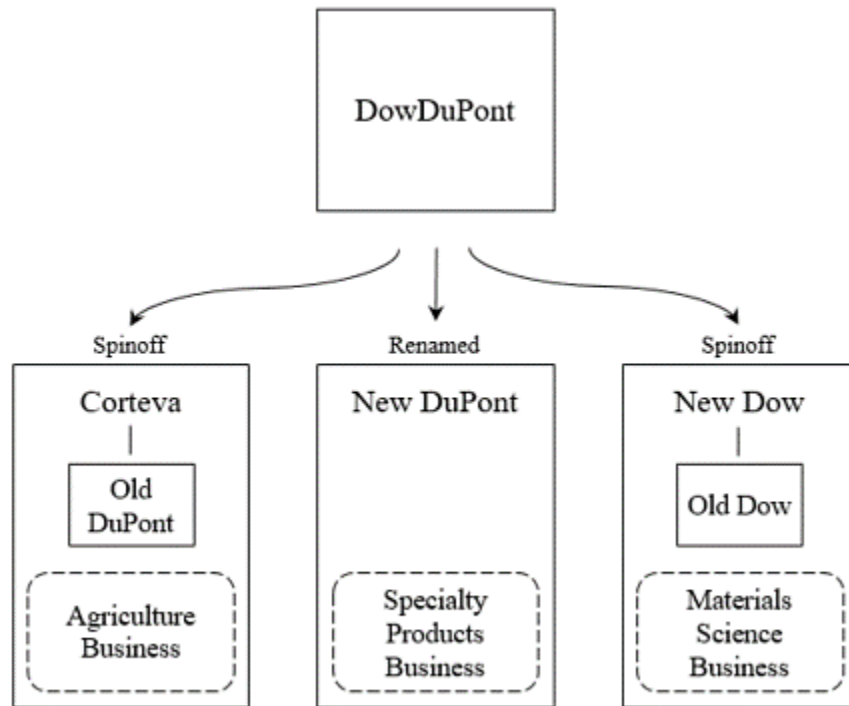 DowDuPont
Spinoff
Renamed
Spinoff
Corteva
New DuPont
New Dow
Old
DuPont
Old Dow
Agriculture
Business
Specialty
Products
Business
Materials
Science
Business